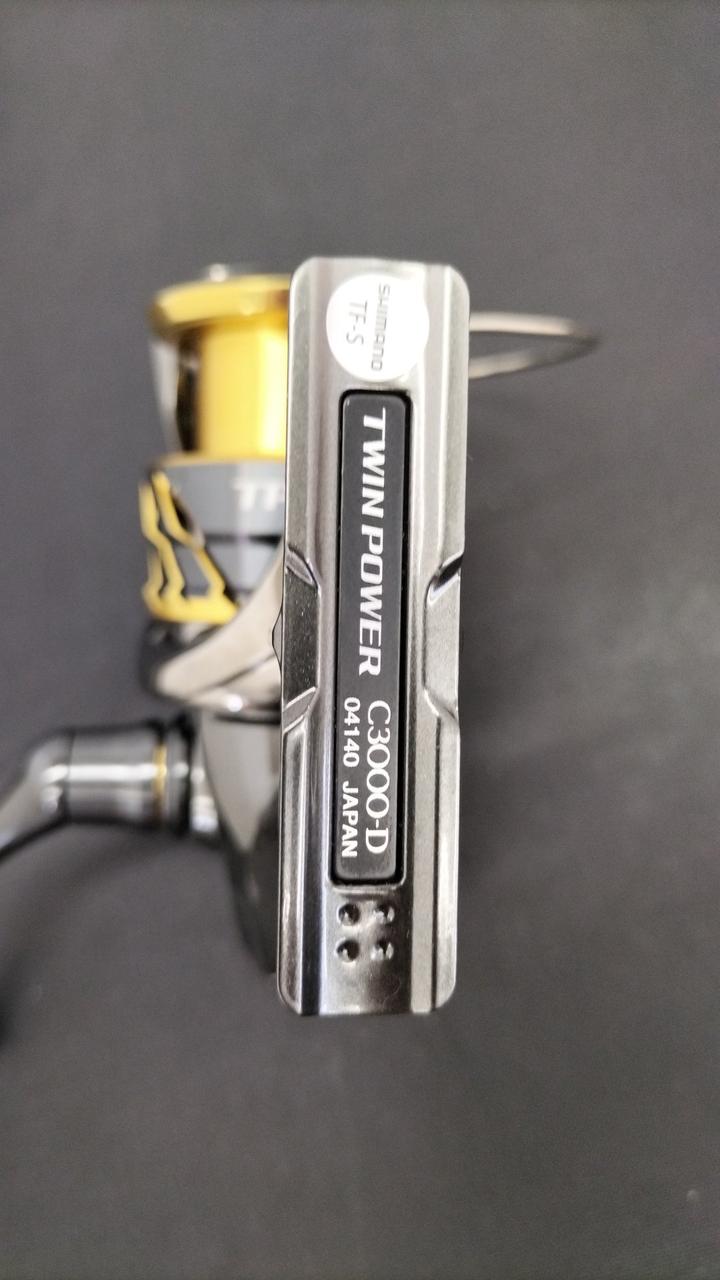 SHIMANO
TF-S
TWIN POWER C3000-D
04140 JAPAN